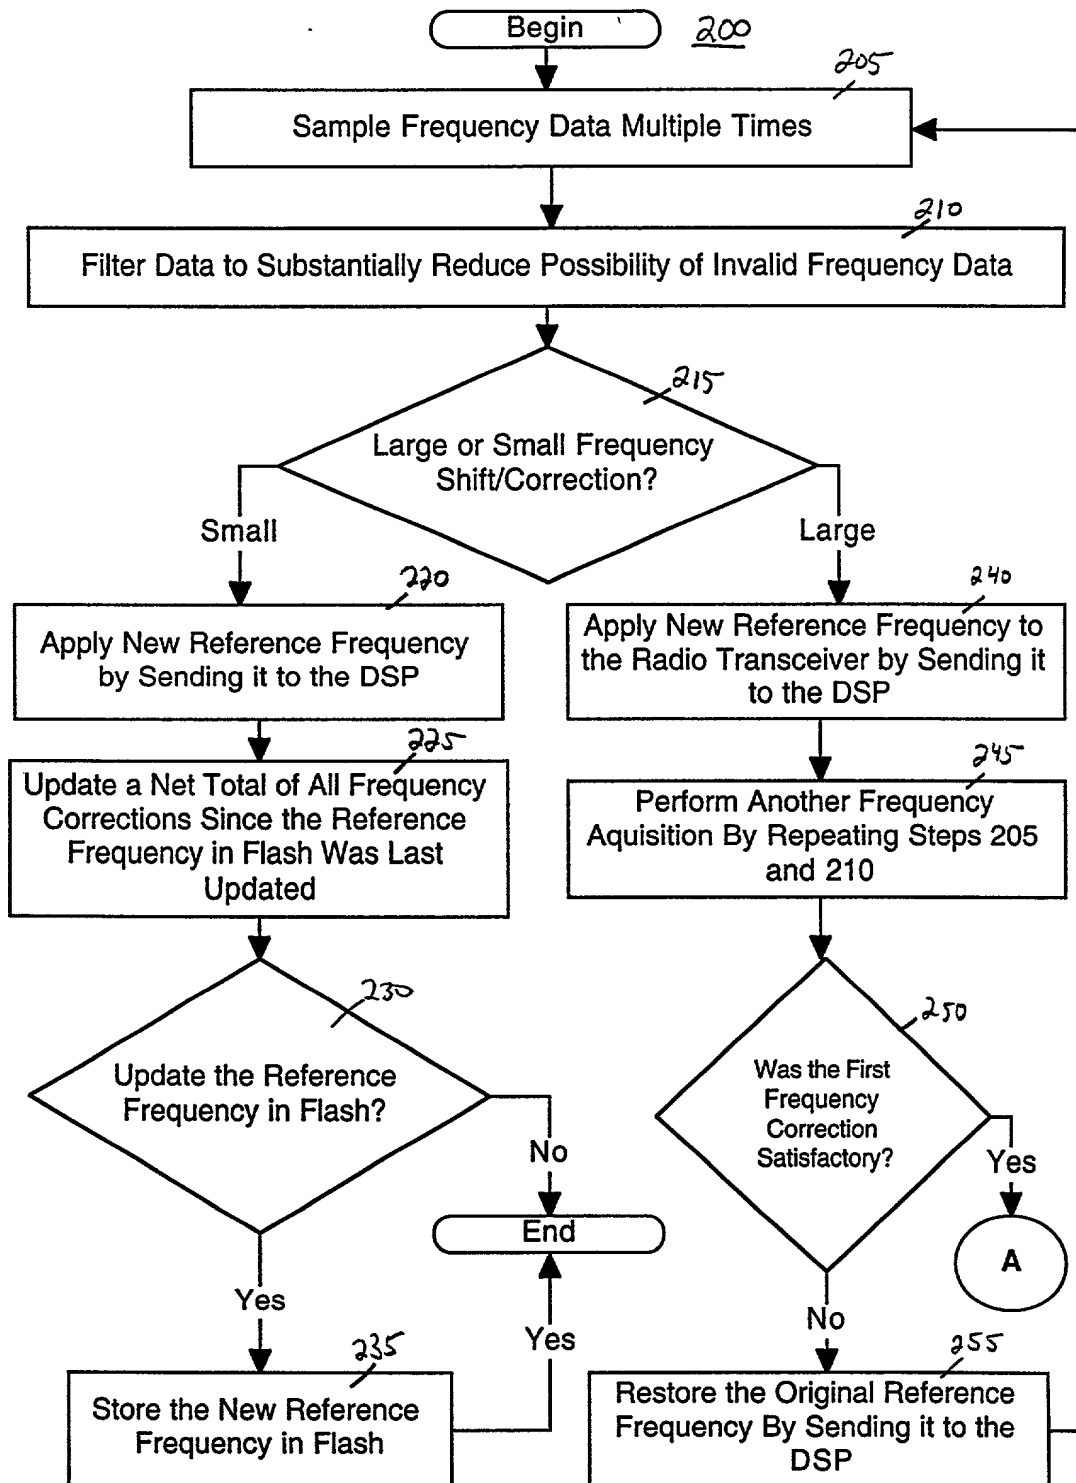 Begin
200
205
Sample Frequency Data Multiple Times
210
Filter Data to Substantially Reduce Possibility of Invalid Frequency Data
215
Large or Small Frequency
Shift/Correction?
Small
Large
220
Apply New Reference Frequency
by Sending it to the DSP
240
Apply New Reference Frequency to
the Radio Transceiver by Sending it
to the DSP
225
Update a Net Total of All Frequency
Corrections Since the Reference
Frequency in Flash Was Last
Updated
245
Perform Another Frequency
Aquisition By Repeating Steps 205
and 210
230
Update the Reference
Frequency in Flash?
No
End
250
Was the First
Frequency
Correction
Satisfactory?
Yes
A
Yes
Yes
No
235
Store the New Reference
Frequency in Flash
255
Restore the Original Reference
Frequency By Sending it to the
DSP